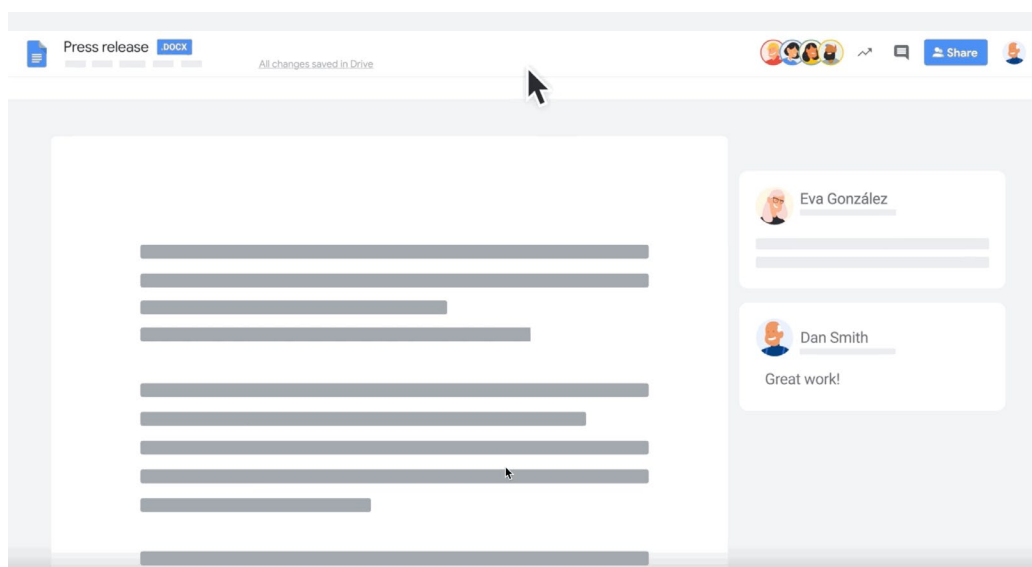 Press release .DOCX
All changes saved in Drive
Share
Eva González
Dan Smith
Great work!